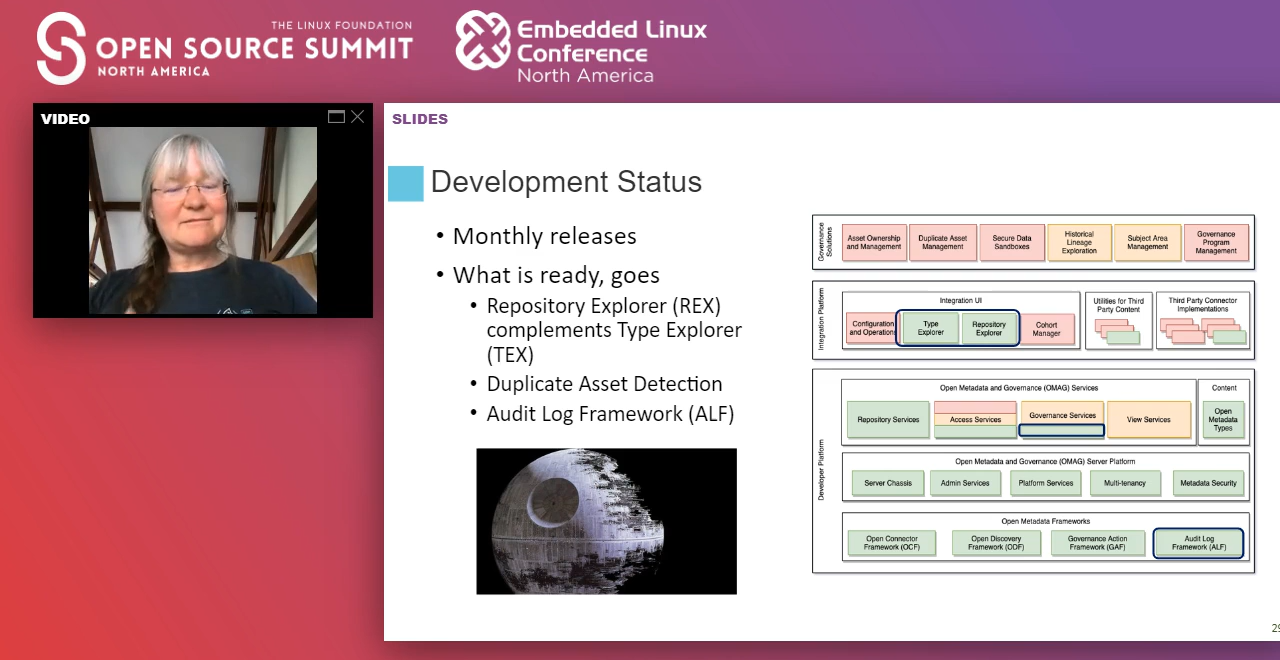 THE LINUX FOUNDATION
OPEN SOURCE SUMMIT
NORTH AMERICA
Embedded Linux
Conference
North America
VIDEO
SLIDES
Development Status
• Monthly releases
• What is ready, goes
• Repository Explorer (REX)
complements Type Explorer
(TEX)
• Duplicate Asset Detection
• Audit Log Framework (ALF)
Governance
Solutions
Asset Ownership
and Management
Duplicate Asset
Management
Secure Data
Sandboxes
Historical
Lineage
Exploration
Subject Area
Management
Governance
Program
Management
Integration Platform
Integration UI
Configuration
and Operation
Type
Explorer
Repository
Explorer
Cohort
Manager
Utilities for Third
Party Content
Third Party Connector
Implementations
Developer Platform
Open Metadata and Governance (OMAG) Services
Repository Services
Access Services
Governance Services
View Services
Content
Open
Metadata
Types
Open Metadata and Governance (OMAG) Server Platform
Server Chassis
Admin Services
Platform Services
Multi-tenancy
Metadata Security
Open Metadata Frameworks
Open Connector
Framework (OCF)
Open Discovery
Framework (ODF)
Governance Action
Framework (GAF)
Audit Log
Framework (ALF)